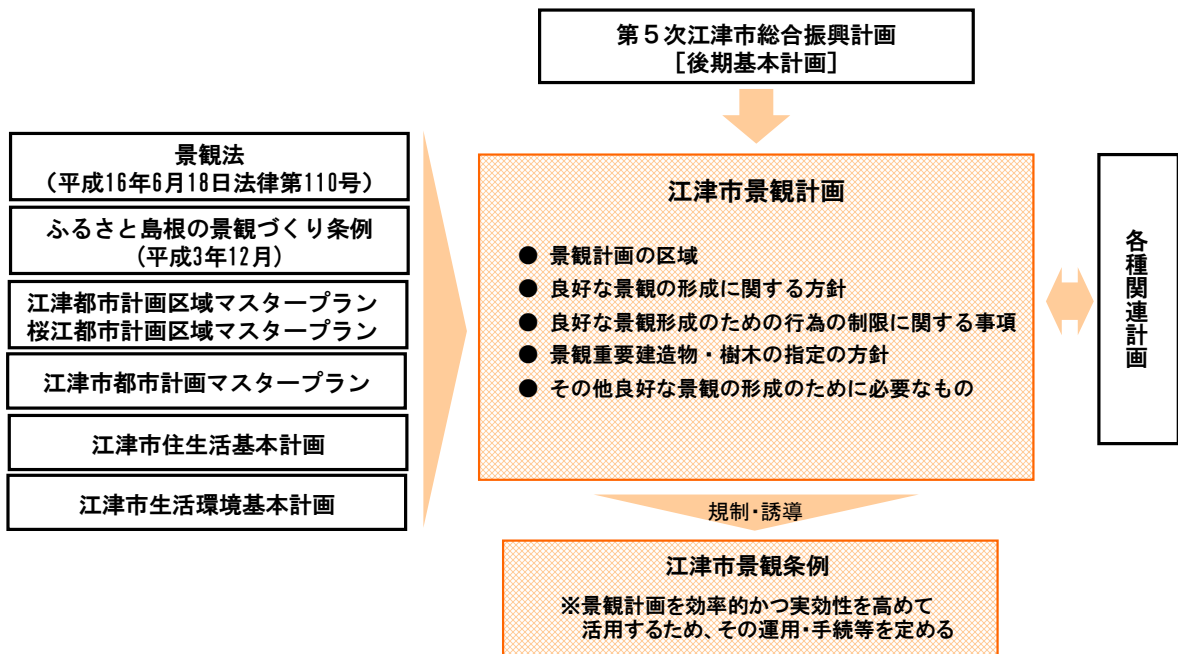 第５次江津市総合振興計画
［後期基本計画］
景観法
（平成16年6月18日法律第110号）
ふるさと島根の景観づくり条例
（平成3年12月）
江津都市計画区域マスタープラン
桜江都市計画区域マスタープラン
江津市都市計画マスタープラン
江津市住生活基本計画
江津市生活環境基本計画
江津市景観計画
● 景観計画の区域
● 良好な景観の形成に関する方針
● 良好な景観形成のための行為の制限に関する事項
● 景観重要建造物・樹木の指定の方針
● その他良好な景観の形成のために必要なもの
各種関連計画
規制・誘導
江津市景観条例
※景観計画を効率的かつ実効性を高めて
活用するため、その運用・手続等を定める